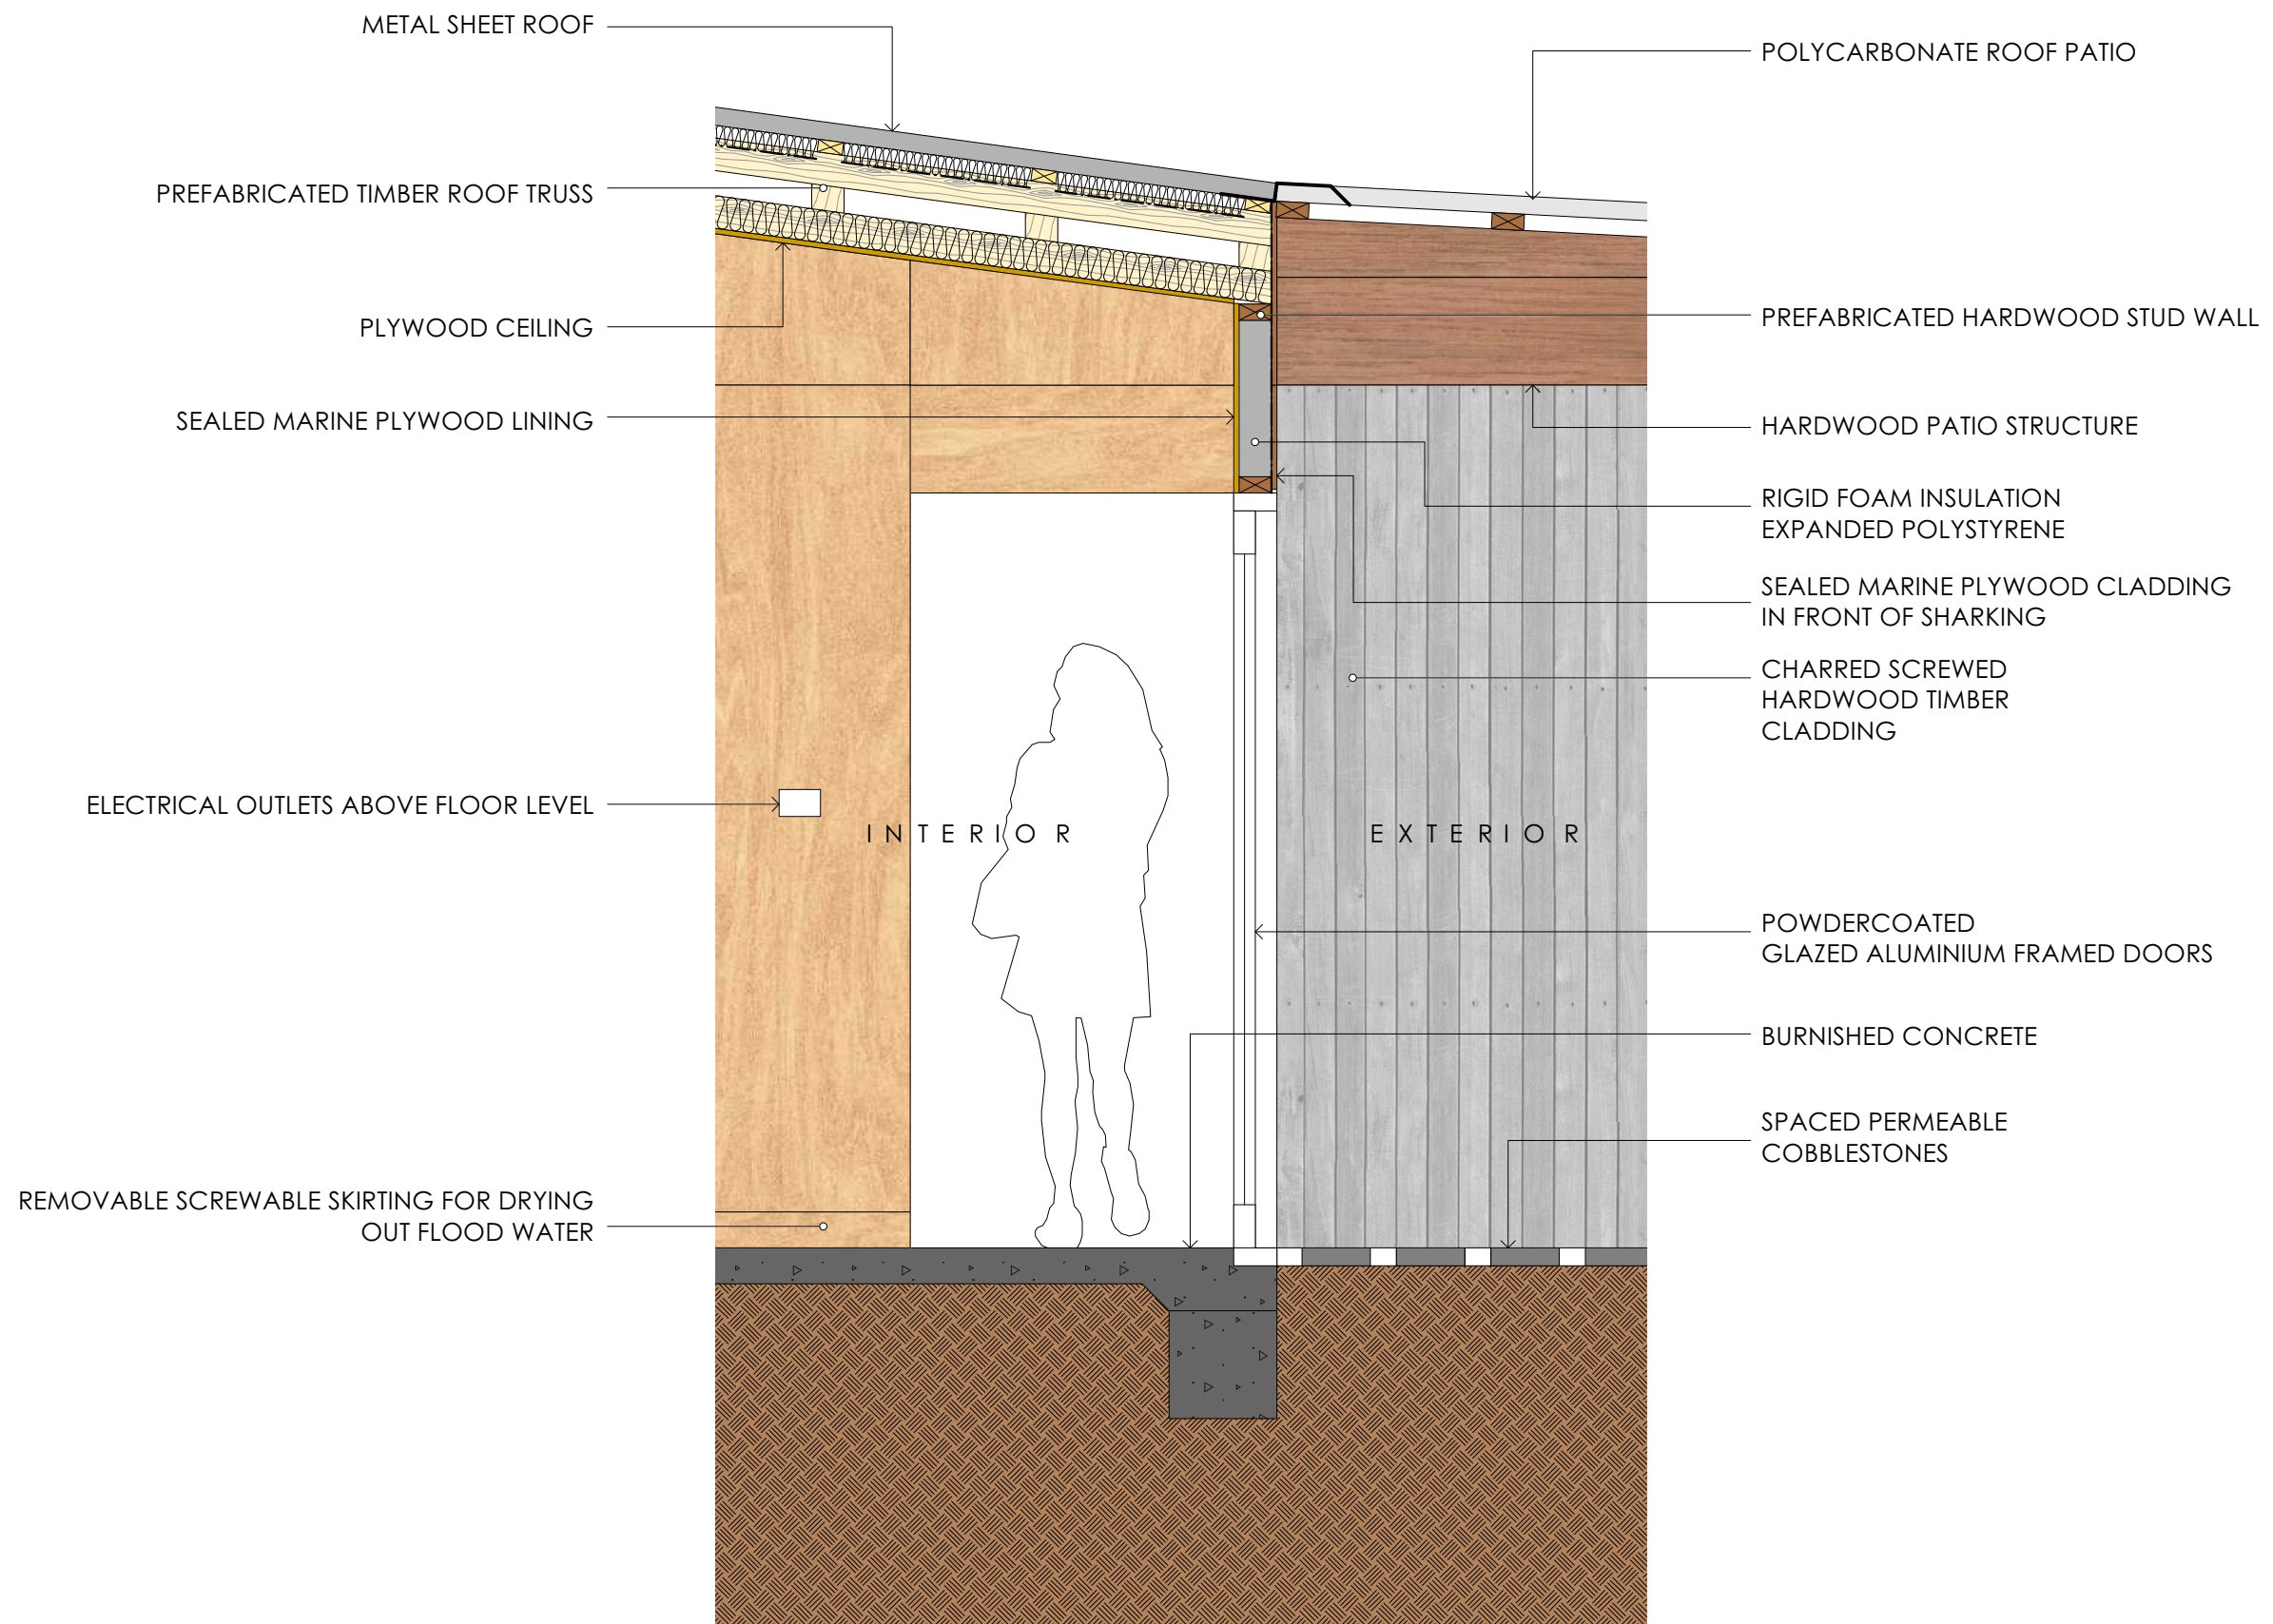 METAL SHEET ROOF
PREFABRICATED TIMBER ROOF TRUSS
PLYWOOD CEILING
SEALED MARINE PLYWOOD LINING
ELECTRICAL OUTLETS ABOVE FLOOR LEVEL
REMOVABLE SCREWABLE SKIRTING FOR DRYING
OUT FLOOD WATER
INTERIOR
EXTERIOR
POLYCARBONATE ROOF PATIO
PREFABRICATED HARDWOOD STUD WALL
HARDWOOD PATIO STRUCTURE
RIGID FOAM INSULATION
EXPANDED POLYSTYRENE
SEALED MARINE PLYWOOD CLADDING
IN FRONT OF SHARKING
CHARRED SCREWED
HARDWOOD TIMBER
CLADDING
POWDERCOATED
GLAZED ALUMINIUM FRAMED DOORS
BURNISHED CONCRETE
SPACED PERMEABLE
COBBLESTONES